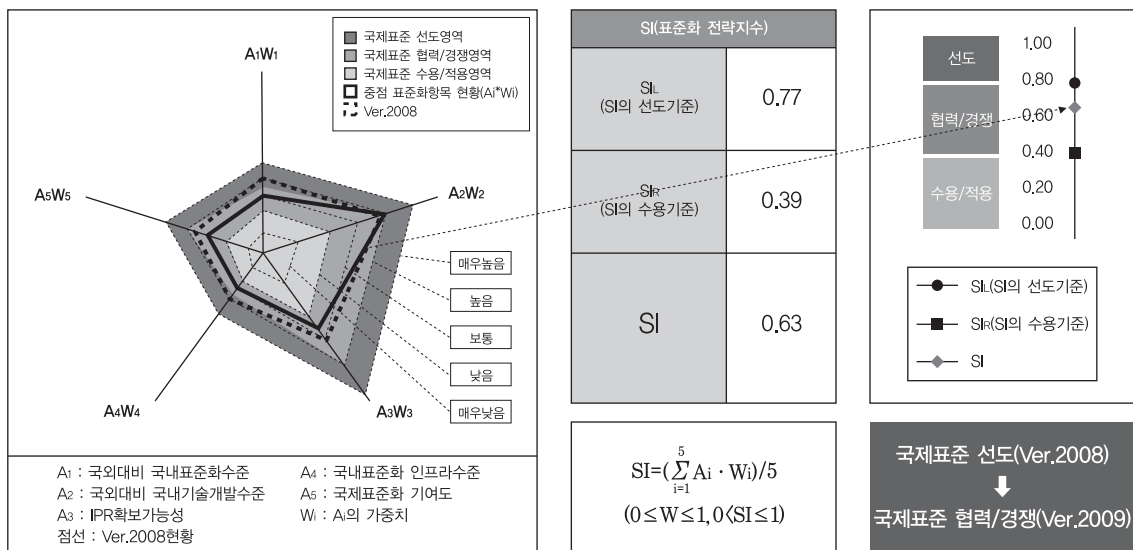 A1W1
A2W2
A3W3
A4W4
A5W5
국제표준 선도영역
국제표준 협력/경쟁영역
국제표준 수용/적용영역
중점 표준화항목 현황(Ai*Wi)
Ver.2008
매우높음
높음
보통
낮음
매우낮음
A1 : 국외대비 국내표준화수준
A2 : 국외대비 국내기술개발수준
A3 : IPR확보가능성
점선 : Ver.2008현황
A4 : 국내표준화 인프라수준
A5 : 국제표준화 기여도
Wi : Ai의 가중치
SI(표준화 전략지수)
SIL
(SI의 선도기준)
0.77
SIR
(SI의 수용기준)
0.39
SI
0.63
SI=(∑Ai · Wi)/5
5
i=1
(0≤W≤1, 0〈SI≤1)
선도
협력/경쟁
수용/적용
1.00
0.80
0.60
0.40
0.20
0.00
SIL(SI의 선도기준)
SIR(SI의 수용기준)
SI
국제표준 선도(Ver.2008)
국제표준 협력/경쟁(Ver.2009)